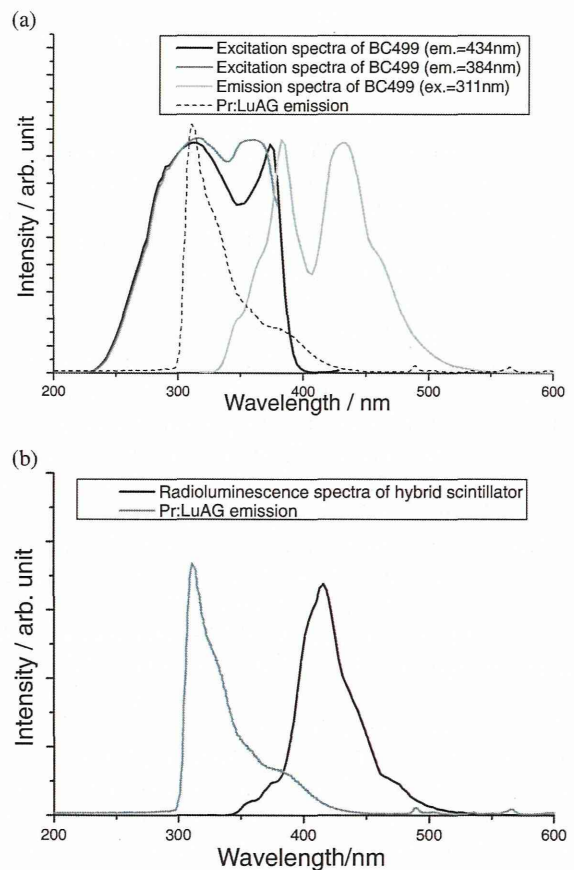 (a)
Excitation spectra of BC499 (em.=434nm)
Excitation spectra of BC499 (em.=384nm)
Emission spectra of BC499 (ex.=311nm)
Pr:LuAG emission
Intensity / arb. unit
200 300 400 500 600
Wavelength / nm
(b)
Radioluminescence spectra of hybrid scintillator
Pr:LuAG emission
Intensity / arb. unit
200 300 400 500 600
Wavelength/nm